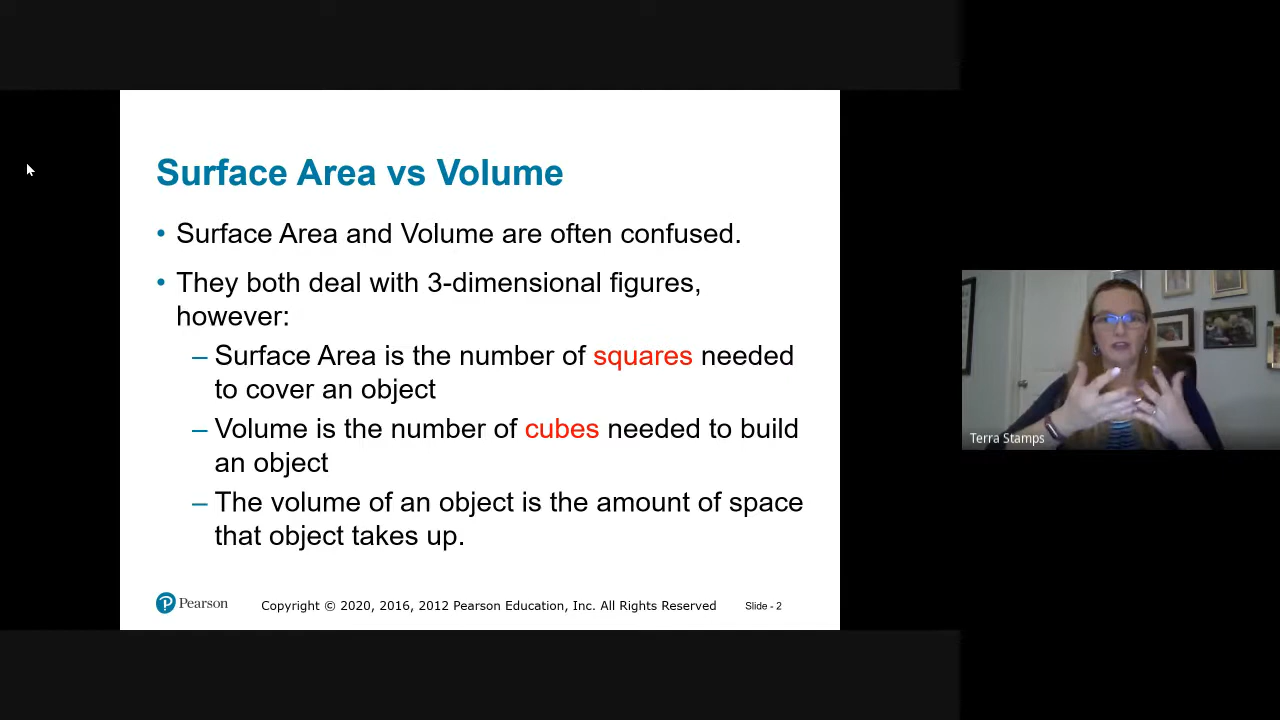 Surface Area vs Volume
• Surface Area and Volume are often confused.
• They both deal with 3-dimensional figures,
however:
– Surface Area is the number of squares needed
to cover an object
– Volume is the number of cubes needed to build
an object
– The volume of an object is the amount of space
that object takes up.
P Pearson
Copyright © 2020, 2016, 2012 Pearson Education, Inc. All Rights Reserved
Slide - 2
Terra Stamps